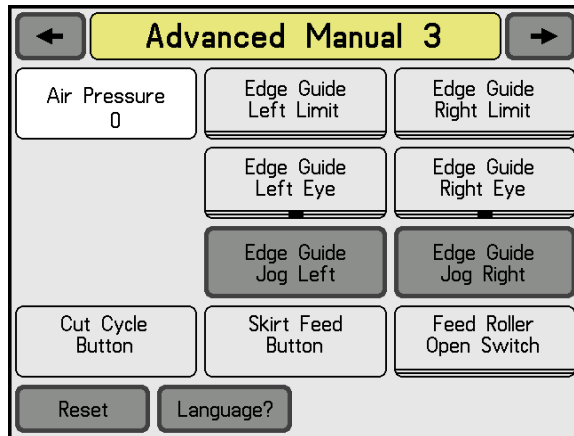 Advanced Manual 3
Air Pressure
0
Edge Guide
Left Limit
Edge Guide
Right Limit
Edge Guide
Left Eye
Edge Guide
Right Eye
Edge Guide
Jog Left
Edge Guide
Jog Right
Cut Cycle
Button
Skirt Feed
Button
Feed Roller
Open Switch
Reset
Language?